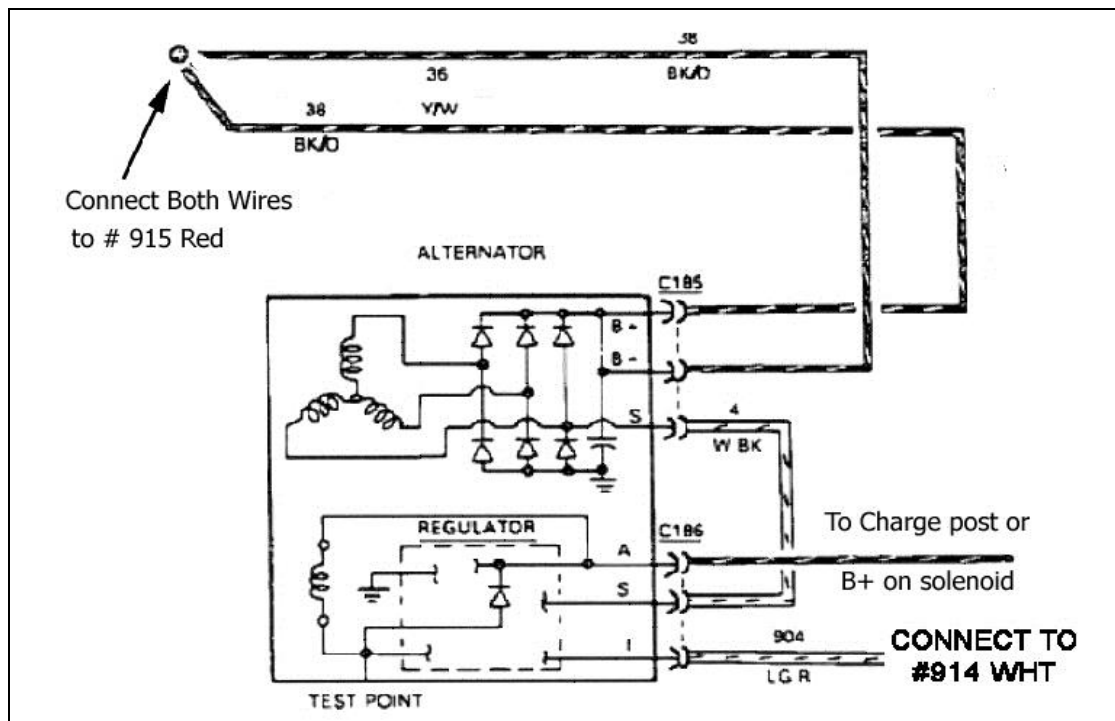 38
BK/O
36
Y/W
38
BK/O
Connect Both Wires
to # 915 Red
ALTERNATOR
C185
B +
B -
S
4
W BK
REGULATOR
C186
A
To Charge post or
S
B+ on solenoid
I
904
LG R
CONNECT TO
#914 WHT
TEST POINT